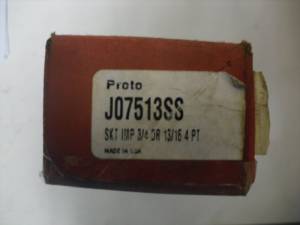 Proto
J07513SS
SKT IMP 3/4 DR 13/16 4 PT
MADE IN USA